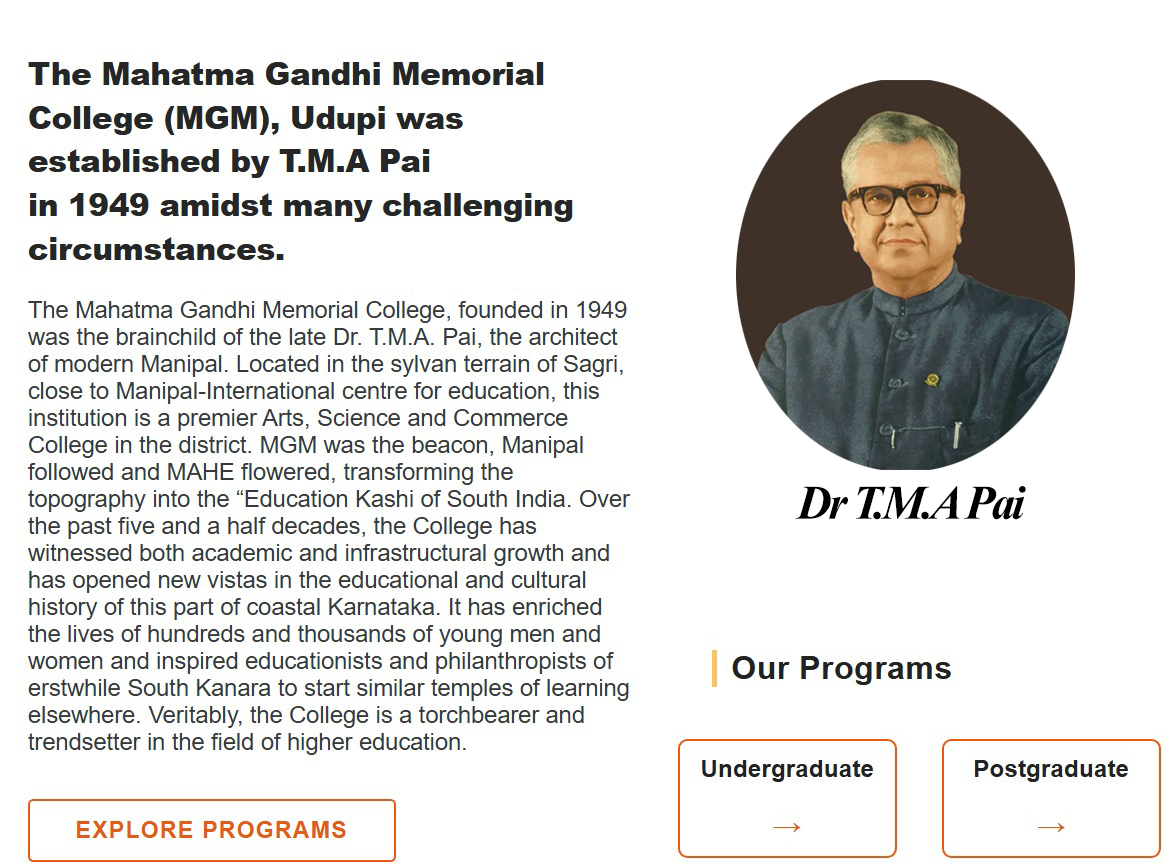 The Mahatma Gandhi Memorial
College (MGM), Udupi was
established by T.M.A Pai
in 1949 amidst many challenging
circumstances.
The Mahatma Gandhi Memorial College, founded in 1949
was the brainchild of the late Dr. T.M.A. Pai, the architect
of modern Manipal. Located in the sylvan terrain of Sagri,
close to Manipal-International centre for education, this
institution is a premier Arts, Science and Commerce
College in the district. MGM was the beacon, Manipal
followed and MAHE flowered, transforming the
topography into the “Education Kashi of South India. Over
the past five and a half decades, the College has
witnessed both academic and infrastructural growth and
has opened new vistas in the educational and cultural
history of this part of coastal Karnataka. It has enriched
the lives of hundreds and thousands of young men and
women and inspired educationists and philanthropists of
erstwhile South Kanara to start similar temples of learning
elsewhere. Veritably, the College is a torchbearer and
trendsetter in the field of higher education.
EXPLORE PROGRAMS
Dr T.M.A Pai
Our Programs
Undergraduate
→
Postgraduate
→